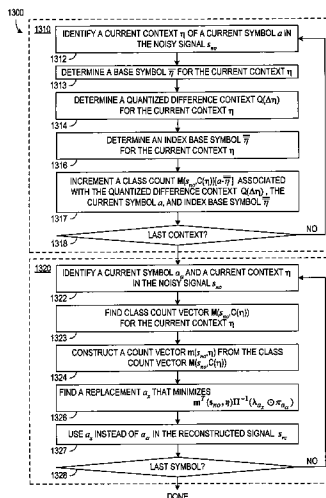 1300
1310
IDENTIFY A CURRENT CONTEXT η OF A CURRENT SYMBOL a IN
THE NOISY SIGNAL s_no
1312
DETERMINE A BASE SYMBOL η̄ FOR THE CURRENT CONTEXT η
1313
DETERMINE A QUANTIZED DIFFERENCE CONTEXT Q(Δη)
FOR THE CURRENT CONTEXT η
1314
DETERMINE AN INDEX BASE SYMBOL η̿
FOR THE CURRENT CONTEXT η
1316
INCREMENT A CLASS COUNT M(s_no,C(η))[a-η̿] ASSOCIATED
WITH THE QUANTIZED DIFFERENCE CONTEXT Q(Δη), THE
CURRENT SYMBOL a, AND INDEX BASE SYMBOL η̿
1317
LAST CONTEXT?
NO
1318
1320
IDENTIFY A CURRENT SYMBOL a_α AND A CURRENT CONTEXT η
IN THE NOISY SIGNAL s_no
1322
FIND CLASS COUNT VECTOR M(s_no,C(η))
FOR THE CURRENT CONTEXT η
1323
CONSTRUCT A COUNT VECTOR m(s_no,η) FROM THE CLASS
COUNT VECTOR M(s_no,C(η))
1324
FIND A REPLACEMENT a_x THAT MINIMIZES
m^T(s_no,η)Π^-1(λ_a_x ⊙ π_a_α)
1326
USE a_x INSTEAD OF a_α IN THE RECONSTRUCTED SIGNAL s_rc
1327
LAST SYMBOL?
NO
1328
DONE